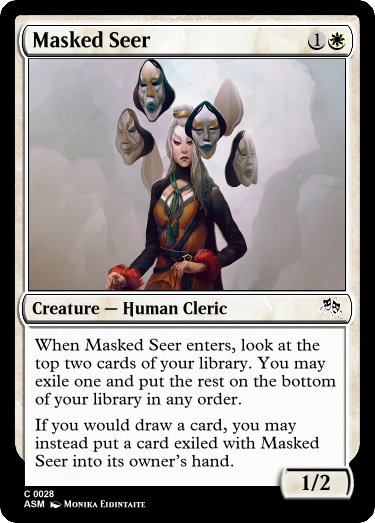 Masked Seer 1
Creature — Human Cleric
When Masked Seer enters, look at the
top two cards of your library. You may
exile one and put the rest on the bottom
of your library in any order.
If you would draw a card, you may
instead put a card exiled with Masked
Seer into its owner's hand.
1/2
C 0028
ASM Monika Eidintaite